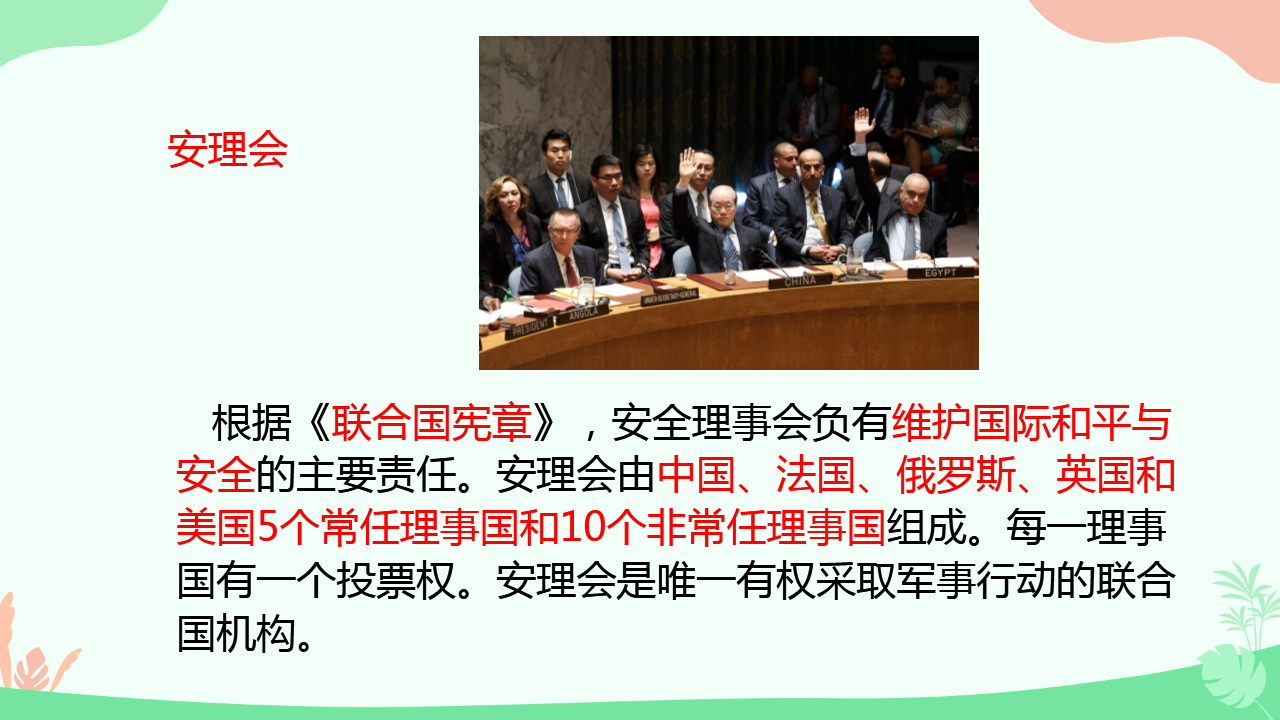 安理会
PRESIDENT
ANGOLA
UNDER-SECRETARY-GENERAL
CHINA
EGYPT
根据《联合国宪章》，安全理事会负有维护国际和平与
安全的主要责任。安理会由中国、法国、俄罗斯、英国和
美国5个常任理事国和10个非常任理事国组成。每一理事
国有一个投票权。安理会是唯一有权采取军事行动的联合
国机构。